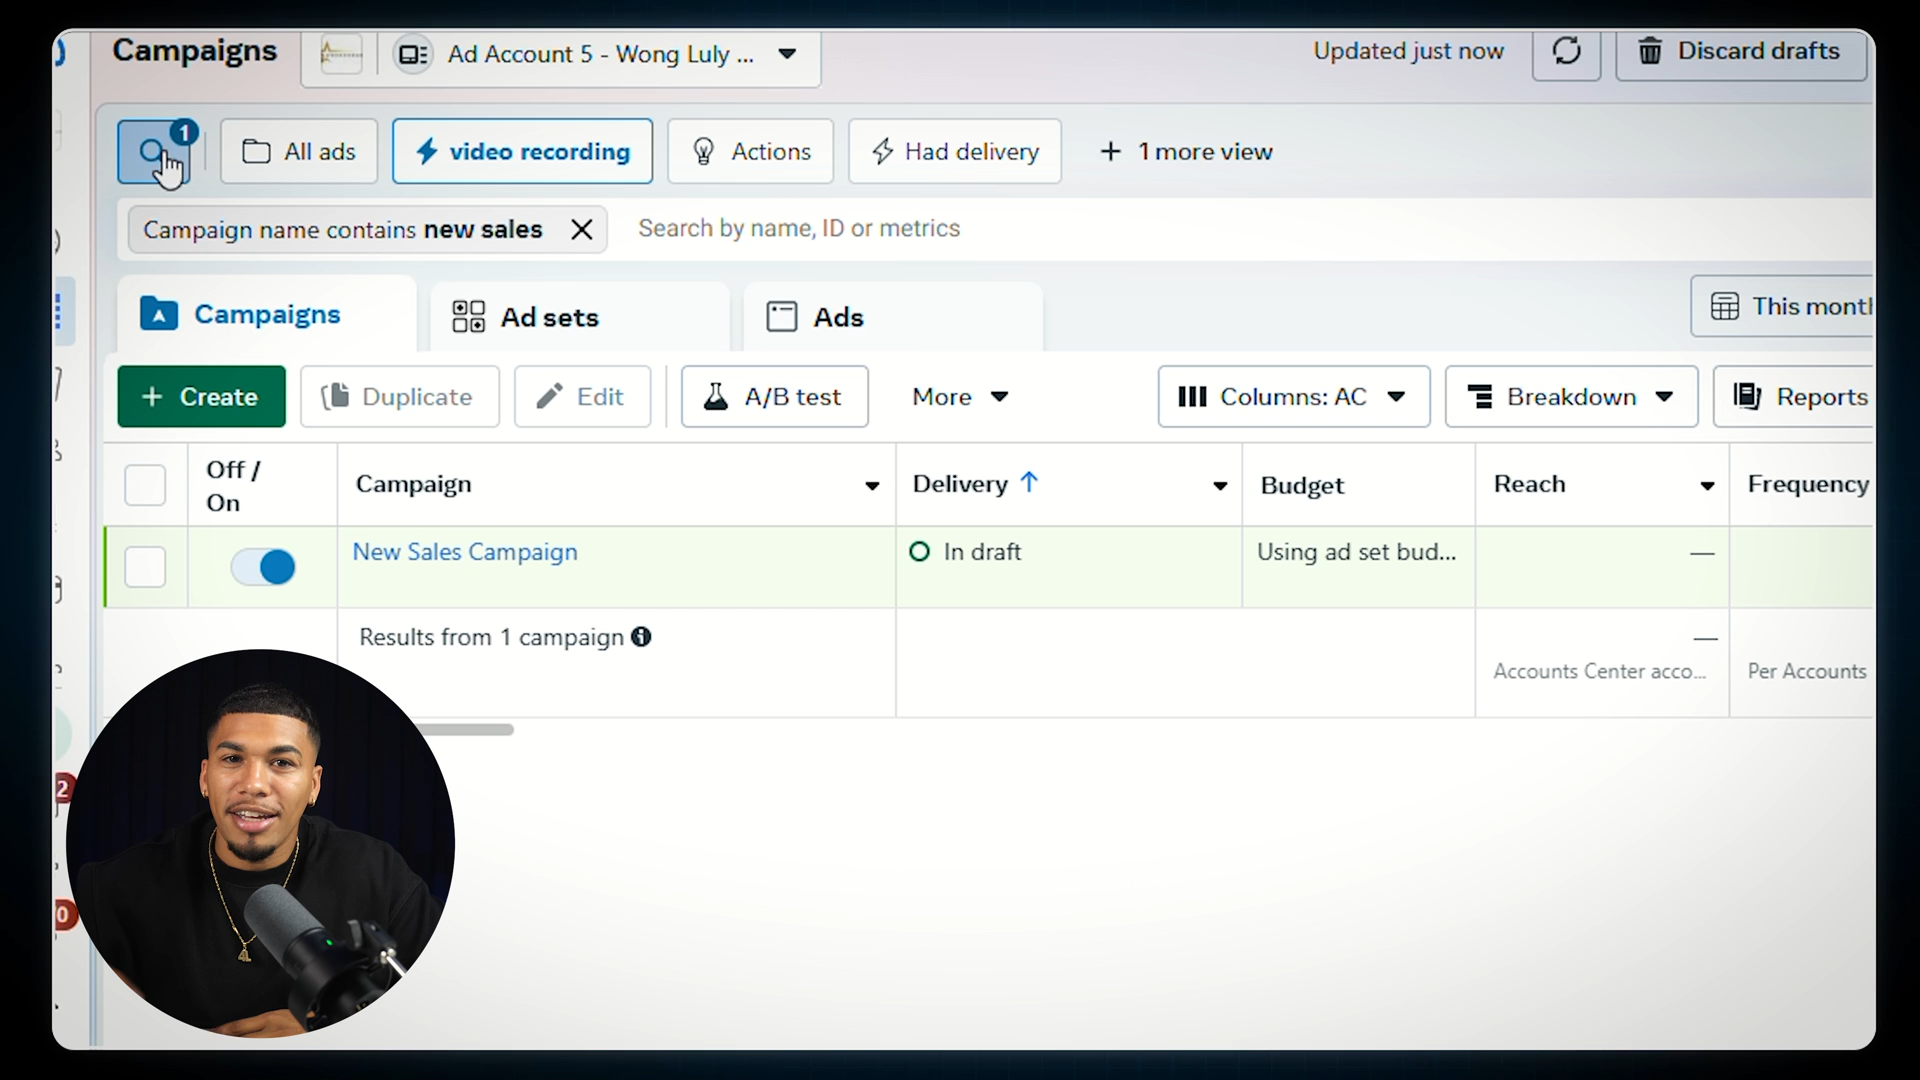 Campaigns
Ad Account 5 - Wong Luly ...
Updated just now
Discard drafts
1
All ads
video recording
Actions
Had delivery
+ 1 more view
Campaign name contains new sales
Search by name, ID or metrics
Campaigns
Ad sets
Ads
This month
+ Create
Duplicate
Edit
A/B test
More
Columns: AC
Breakdown
Reports
Off /
On
Campaign
Delivery ↑
Budget
Reach
Frequency
New Sales Campaign
In draft
Using ad set bud...
—
Results from 1 campaign
—
Accounts Center acco...
Per Accounts
2
0